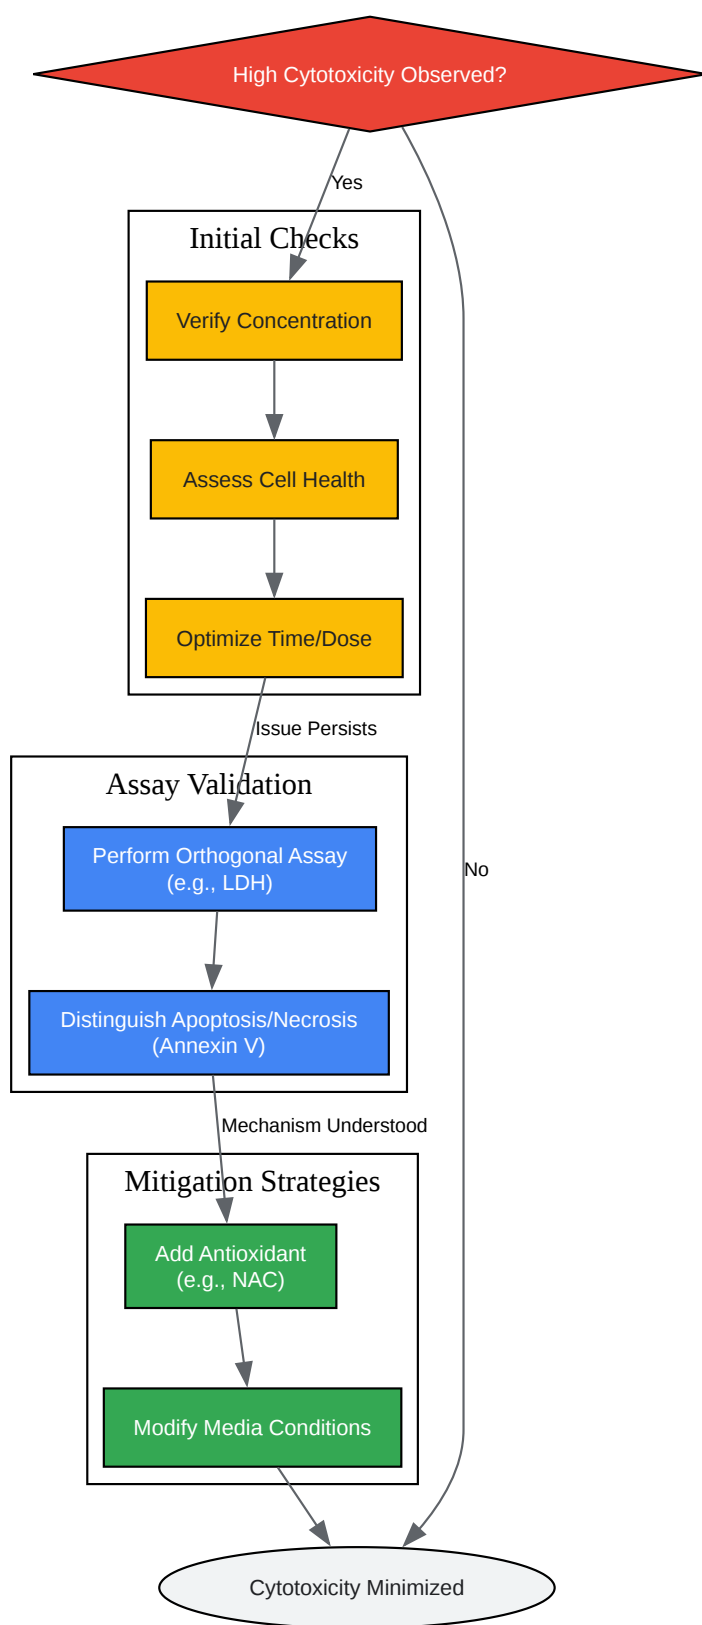 High Cytotoxicity Observed?
Yes
Initial Checks
Verify Concentration
Assess Cell Health
Optimize Time/Dose
Issue Persists
Assay Validation
Perform Orthogonal Assay
(e.g., LDH)
No
Distinguish Apoptosis/Necrosis
(Annexin V)
Mechanism Understood
Mitigation Strategies
Add Antioxidant
(e.g., NAC)
Modify Media Conditions
Cytotoxicity Minimized